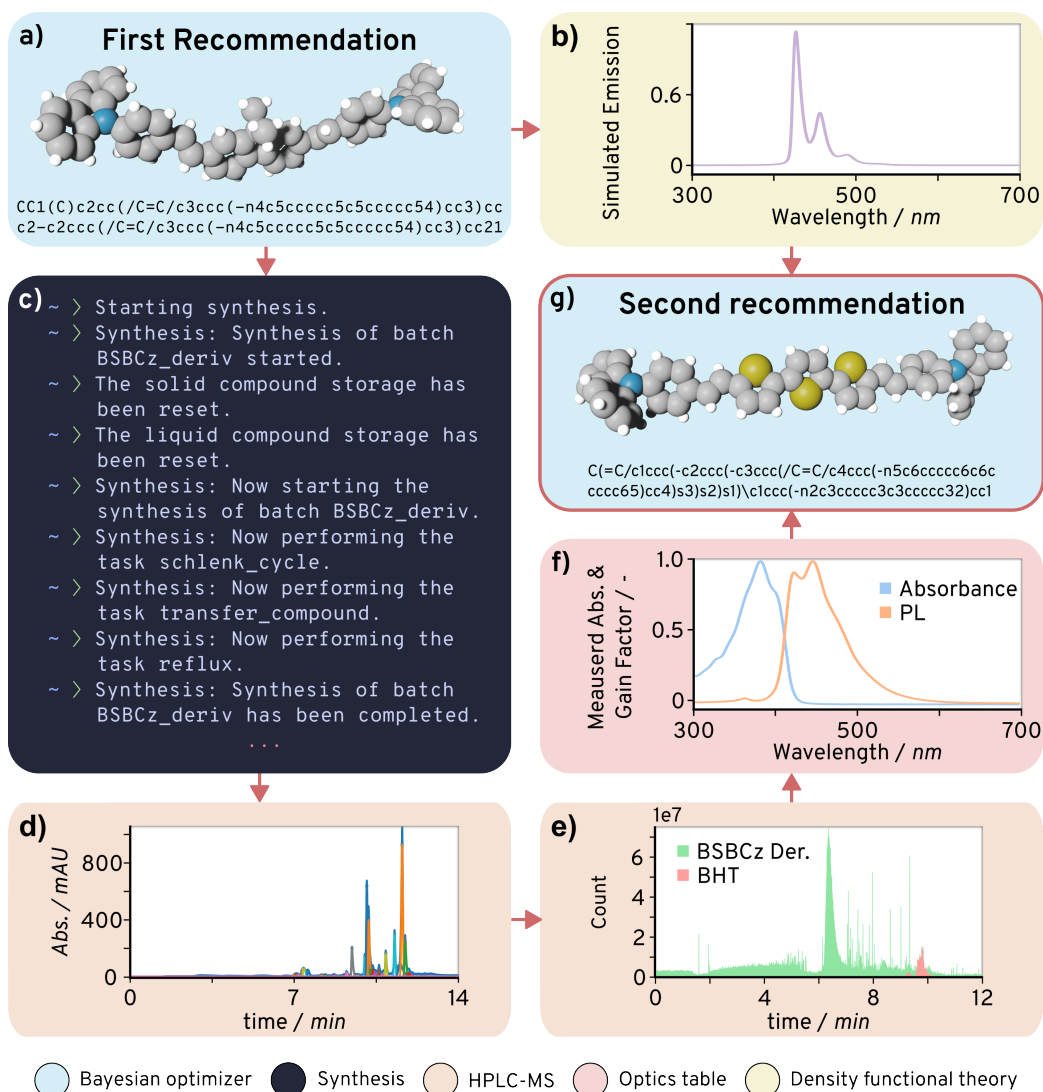 a)
First Recommendation
CC1(C)c2cc(/C=C/c3ccc(-n4c5ccccc5c5ccccc54)cc3)cc
c2-c2ccc(/C=C/c3ccc(-n4c5ccccc5c5ccccc54)cc3)cc21
b)
Simulated Emission
0.6
0
300
700
Wavelength / nm
c)
~ > Starting synthesis.
~ > Synthesis: Synthesis of batch
BSBCz_deriv started.
~ > The solid compound storage has
been reset.
~ > The liquid compound storage has
been reset.
~ > Synthesis: Now starting the
synthesis of batch BSBCz_deriv.
~ > Synthesis: Now performing the
task schlenk_cycle.
~ > Synthesis: Now performing the
task transfer_compound.
~ > Synthesis: Now performing the
task reflux.
~ > Synthesis: Synthesis of batch
BSBCz_deriv has been completed.
...
g)
Second recommendation
C(=C/c1ccc(-c2ccc(-c3ccc(/C=C/c4ccc(-n5c6ccccc6c6c
cccc65)cc4)s3)s2)s1)\c1ccc(-n2c3ccccc3c3ccccc32)cc1
f)
Meauserd Abs. &
Gain Factor / -
1.0
0.5
0
Absorbance
PL
300
500
700
Wavelength / nm
d)
Abs. / mAU
800
400
0
0
7
14
time / min
e)
1e7
Count
6
4
2
0
BSBCz Der.
BHT
0
4
8
12
time / min
Bayesian optimizer
Synthesis
HPLC-MS
Optics table
Density functional theory